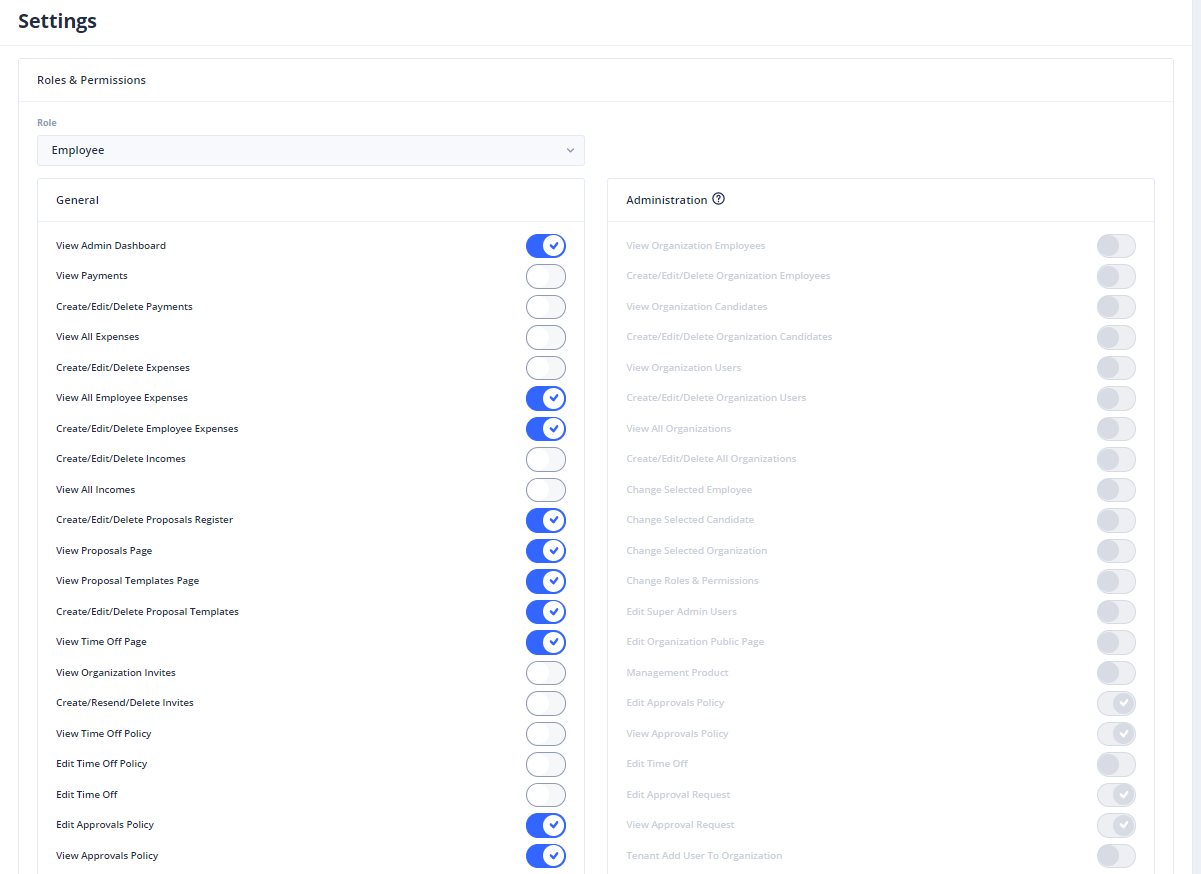 Settings
Roles & Permissions
Role
Employee
General
View Admin Dashboard
View Payments
Create/Edit/Delete Payments
View All Expenses
Create/Edit/Delete Expenses
View All Employee Expenses
Create/Edit/Delete Employee Expenses
Create/Edit/Delete Incomes
View All Incomes
Create/Edit/Delete Proposals Register
View Proposals Page
View Proposal Templates Page
Create/Edit/Delete Proposal Templates
View Time Off Page
View Organization Invites
Create/Resend/Delete Invites
View Time Off Policy
Edit Time Off Policy
Edit Time Off
Edit Approvals Policy
View Approvals Policy
Administration
View Organization Employees
Create/Edit/Delete Organization Employees
View Organization Candidates
Create/Edit/Delete Organization Candidates
View Organization Users
Create/Edit/Delete Organization Users
View All Organizations
Create/Edit/Delete All Organizations
Change Selected Employee
Change Selected Candidate
Change Selected Organization
Change Roles & Permissions
Edit Super Admin Users
Edit Organization Public Page
Management Product
Edit Approvals Policy
View Approvals Policy
Edit Time Off
Edit Approval Request
View Approval Request
Tenant Add User To Organization